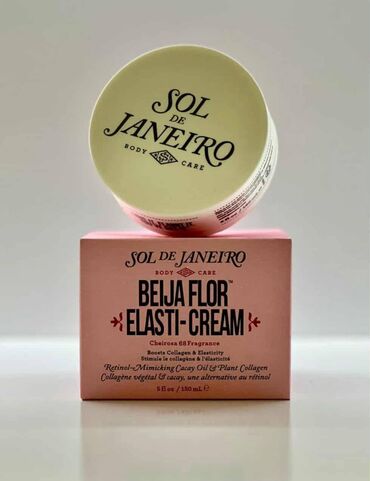 SOL
DE
JANEIRO
BODY CARE
SOL DE JANEIRO
BODY CARE
BEIJA FLOR™
ELASTI-CREAM
Cheirosa 68 Fragrance
Boosts Collagen & Elasticity
Stimule le collagène & l'élasticité
Retinol-Mimicking Cacay Oil & Plant Collagen
Collagène végétal & cacay, une alternative au rétinol
5 fl oz / 150 mL ℮